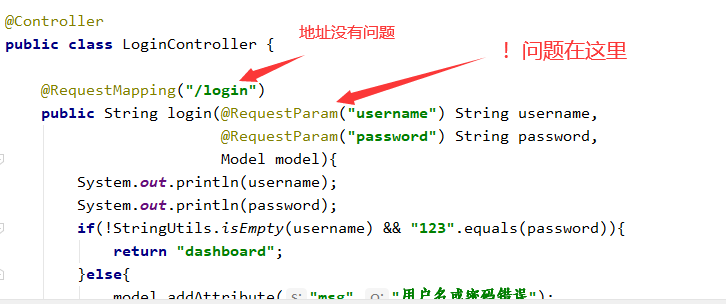 @Controller
public class LoginController {
地址没有问题
！问题在这里
@RequestMapping("/login")
public String login(@RequestParam("username") String username,
@RequestParam("password") String password,
Model model){
System.out.println(username);
System.out.println(password);
if(!StringUtils.isEmpty(username) && "123".equals(password)){
return "dashboard";
}else{
model.addAttribute( s: "msg", o: "用户名或密码错误");